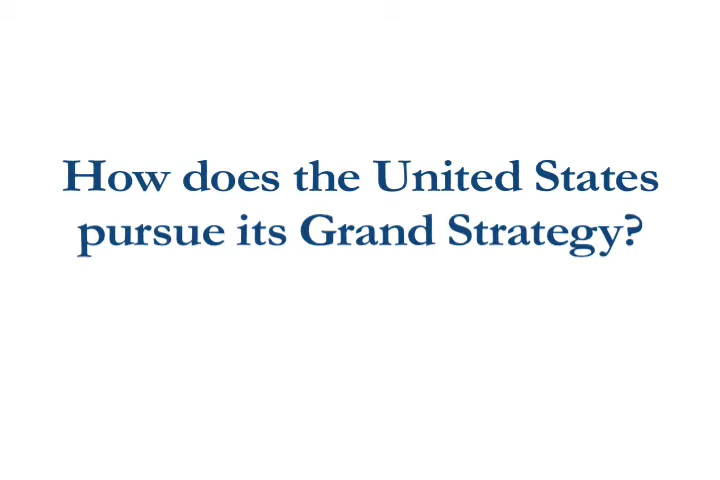 How does the United States
pursue its Grand Strategy?